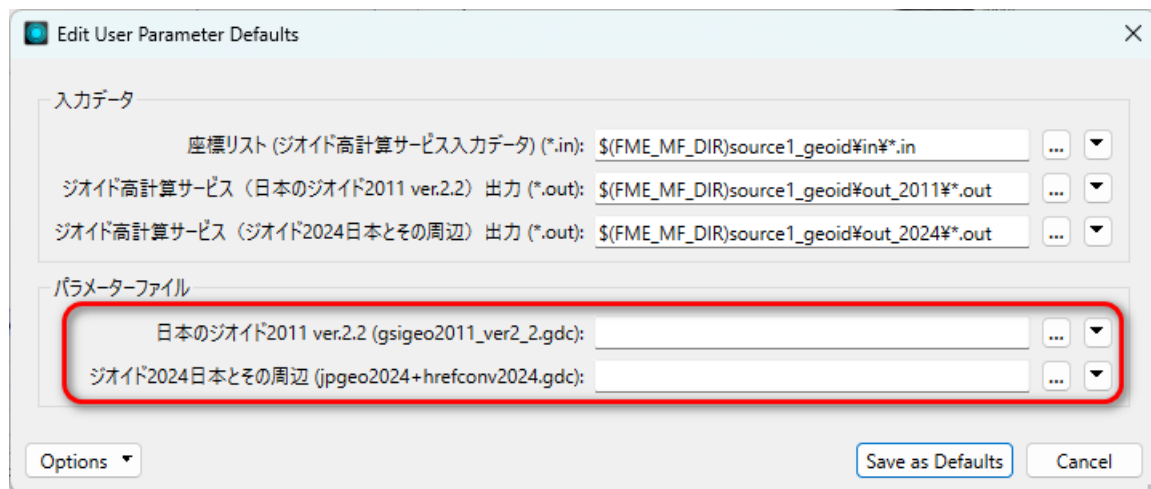 Edit User Parameter Defaults
入力データ
座標リスト (ジオイド高計算サービス入力データ) (*.in): $(FME_MF_DIR)source1_geoid¥in¥*.in ...
ジオイド高計算サービス（日本のジオイド2011 ver.2.2）出力 (*.out): $(FME_MF_DIR)source1_geoid¥out_2011¥*.out ...
ジオイド高計算サービス（ジオイド2024日本とその周辺）出力 (*.out): $(FME_MF_DIR)source1_geoid¥out_2024¥*.out ...
パラメーターファイル
日本のジオイド2011 ver.2.2 (gsigeo2011_ver2_2.gdc): ...
ジオイド2024日本とその周辺 (jpgeo2024+hrefconv2024.gdc): ...
Options Save as Defaults Cancel